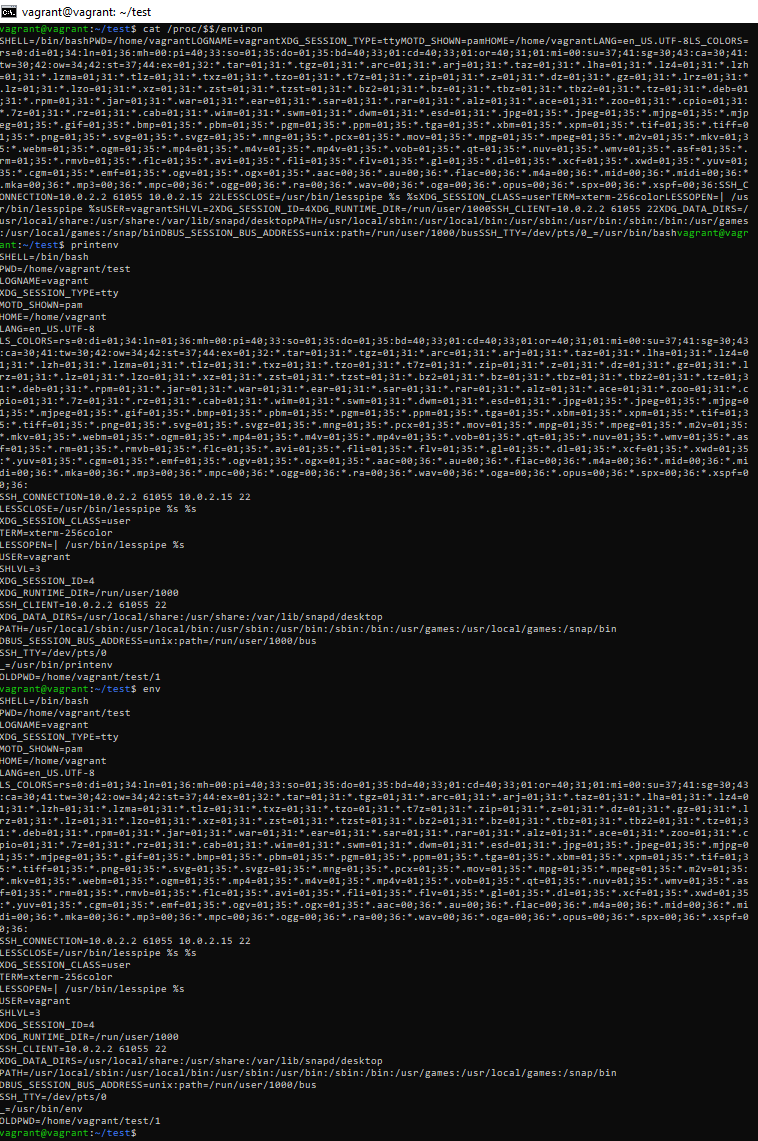 vagrant@vagrant: ~/test
vagrant@vagrant:~/test$ cat /proc/$$/environ
SHELL=/bin/bashPWD=/home/vagrantLOGNAME=vagrantXDG_SESSION_TYPE=ttyMOTD_SHOWN=pamHOME=/home/vagrantLANG=en_US.UTF-8LS_COLORS=
rs=0:di=01;34:ln=01;36:mh=00:pi=40;33:so=01;35:do=01;35:bd=40;33;01:cd=40;33;01:or=40;31;01:mi=00:su=37;41:sg=30;43:ca=30;41:
tw=30;42:ow=34;42:st=37;44:ex=01;32:*.tar=01;31:*.tgz=01;31:*.arc=01;31:*.arj=01;31:*.taz=01;31:*.lha=01;31:*.lz4=01;31:*.lzh
=01;31:*.lzma=01;31:*.tlz=01;31:*.txz=01;31:*.tzo=01;31:*.t7z=01;31:*.zip=01;31:*.z=01;31:*.dz=01;31:*.gz=01;31:*.lrz=01;31:*
.lz=01;31:*.lzo=01;31:*.xz=01;31:*.zst=01;31:*.tzst=01;31:*.bz2=01;31:*.bz=01;31:*.tbz=01;31:*.tbz2=01;31:*.tz=01;31:*.deb=01
;31:*.rpm=01;31:*.jar=01;31:*.war=01;31:*.ear=01;31:*.sar=01;31:*.rar=01;31:*.alz=01;31:*.ace=01;31:*.zoo=01;31:*.cpio=01;31:
*.7z=01;31:*.rz=01;31:*.cab=01;31:*.wim=01;31:*.swm=01;31:*.dwm=01;31:*.esd=01;31:*.jpg=01;35:*.jpeg=01;35:*.mjpg=01;35:*.mjp
eg=01;35:*.gif=01;35:*.bmp=01;35:*.pbm=01;35:*.pgm=01;35:*.ppm=01;35:*.tga=01;35:*.xbm=01;35:*.xpm=01;35:*.tif=01;35:*.tiff=0
1;35:*.png=01;35:*.svg=01;35:*.svgz=01;35:*.mng=01;35:*.pcx=01;35:*.mov=01;35:*.mpg=01;35:*.mpeg=01;35:*.m2v=01;35:*.mkv=01;3
5:*.webm=01;35:*.ogm=01;35:*.mp4=01;35:*.m4v=01;35:*.mp4v=01;35:*.vob=01;35:*.qt=01;35:*.nuv=01;35:*.wmv=01;35:*.asf=01;35:*.
rm=01;35:*.rmvb=01;35:*.flc=01;35:*.avi=01;35:*.fli=01;35:*.flv=01;35:*.gl=01;35:*.dl=01;35:*.xcf=01;35:*.xwd=01;35:*.yuv=01;
35:*.cgm=01;35:*.emf=01;35:*.ogv=01;35:*.ogx=01;35:*.aac=00;36:*.au=00;36:*.flac=00;36:*.m4a=00;36:*.mid=00;36:*.midi=00;36:*
.mka=00;36:*.mp3=00;36:*.mpc=00;36:*.ogg=00;36:*.ra=00;36:*.wav=00;36:*.oga=00;36:*.opus=00;36:*.spx=00;36:*.xspf=00;36:SSH_C
ONNECTION=10.0.2.2 61055 10.0.2.15 22LESSCLOSE=/usr/bin/lesspipe %s %sXDG_SESSION_CLASS=userTERM=xterm-256colorLESSOPEN=| /us
r/bin/lesspipe %sUSER=vagrantSHLVL=2XDG_SESSION_ID=4XDG_RUNTIME_DIR=/run/user/1000SSH_CLIENT=10.0.2.2 61055 22XDG_DATA_DIRS=/
usr/local/share:/usr/share:/var/lib/snapd/desktopPATH=/usr/local/sbin:/usr/local/bin:/usr/sbin:/usr/bin:/sbin:/bin:/usr/games
:/usr/local/games:/snap/binDBUS_SESSION_BUS_ADDRESS=unix:path=/run/user/1000/busSSH_TTY=/dev/pts/0_=/usr/bin/bashvagrant@vagr
ant:~/test$ printenv
SHELL=/bin/bash
PWD=/home/vagrant/test
LOGNAME=vagrant
XDG_SESSION_TYPE=tty
MOTD_SHOWN=pam
HOME=/home/vagrant
LANG=en_US.UTF-8
LS_COLORS=rs=0:di=01;34:ln=01;36:mh=00:pi=40;33:so=01;35:do=01;35:bd=40;33;01:cd=40;33;01:or=40;31;01:mi=00:su=37;41:sg=30;43
:ca=30;41:tw=30;42:ow=34;42:st=37;44:ex=01;32:*.tar=01;31:*.tgz=01;31:*.arc=01;31:*.arj=01;31:*.taz=01;31:*.lha=01;31:*.lz4=0
1;31:*.lzh=01;31:*.lzma=01;31:*.tlz=01;31:*.txz=01;31:*.tzo=01;31:*.t7z=01;31:*.zip=01;31:*.z=01;31:*.dz=01;31:*.gz=01;31:*.l
rz=01;31:*.lz=01;31:*.lzo=01;31:*.xz=01;31:*.zst=01;31:*.tzst=01;31:*.bz2=01;31:*.bz=01;31:*.tbz=01;31:*.tbz2=01;31:*.tz=01;3
1:*.deb=01;31:*.rpm=01;31:*.jar=01;31:*.war=01;31:*.ear=01;31:*.sar=01;31:*.rar=01;31:*.alz=01;31:*.ace=01;31:*.zoo=01;31:*.c
pio=01;31:*.7z=01;31:*.rz=01;31:*.cab=01;31:*.wim=01;31:*.swm=01;31:*.dwm=01;31:*.esd=01;31:*.jpg=01;35:*.jpeg=01;35:*.mjpg=0
1;35:*.mjpeg=01;35:*.gif=01;35:*.bmp=01;35:*.pbm=01;35:*.pgm=01;35:*.ppm=01;35:*.tga=01;35:*.xbm=01;35:*.xpm=01;35:*.tif=01;3
5:*.tiff=01;35:*.png=01;35:*.svg=01;35:*.svgz=01;35:*.mng=01;35:*.pcx=01;35:*.mov=01;35:*.mpg=01;35:*.mpeg=01;35:*.m2v=01;35:
*.mkv=01;35:*.webm=01;35:*.ogm=01;35:*.mp4=01;35:*.m4v=01;35:*.mp4v=01;35:*.vob=01;35:*.qt=01;35:*.nuv=01;35:*.wmv=01;35:*.as
f=01;35:*.rm=01;35:*.rmvb=01;35:*.flc=01;35:*.avi=01;35:*.fli=01;35:*.flv=01;35:*.gl=01;35:*.dl=01;35:*.xcf=01;35:*.xwd=01;35
:*.yuv=01;35:*.cgm=01;35:*.emf=01;35:*.ogv=01;35:*.ogx=01;35:*.aac=00;36:*.au=00;36:*.flac=00;36:*.m4a=00;36:*.mid=00;36:*.mi
di=00;36:*.mka=00;36:*.mp3=00;36:*.mpc=00;36:*.ogg=00;36:*.ra=00;36:*.wav=00;36:*.oga=00;36:*.opus=00;36:*.spx=00;36:*.xspf=0
0;36:
SSH_CONNECTION=10.0.2.2 61055 10.0.2.15 22
LESSCLOSE=/usr/bin/lesspipe %s %s
XDG_SESSION_CLASS=user
TERM=xterm-256color
LESSOPEN=| /usr/bin/lesspipe %s
USER=vagrant
SHLVL=3
XDG_SESSION_ID=4
XDG_RUNTIME_DIR=/run/user/1000
SSH_CLIENT=10.0.2.2 61055 22
XDG_DATA_DIRS=/usr/local/share:/usr/share:/var/lib/snapd/desktop
PATH=/usr/local/sbin:/usr/local/bin:/usr/sbin:/usr/bin:/sbin:/bin:/usr/games:/usr/local/games:/snap/bin
DBUS_SESSION_BUS_ADDRESS=unix:path=/run/user/1000/bus
SSH_TTY=/dev/pts/0
_=/usr/bin/printenv
OLDPWD=/home/vagrant/test/1
vagrant@vagrant:~/test$ env
SHELL=/bin/bash
PWD=/home/vagrant/test
LOGNAME=vagrant
XDG_SESSION_TYPE=tty
MOTD_SHOWN=pam
HOME=/home/vagrant
LANG=en_US.UTF-8
LS_COLORS=rs=0:di=01;34:ln=01;36:mh=00:pi=40;33:so=01;35:do=01;35:bd=40;33;01:cd=40;33;01:or=40;31;01:mi=00:su=37;41:sg=30;43
:ca=30;41:tw=30;42:ow=34;42:st=37;44:ex=01;32:*.tar=01;31:*.tgz=01;31:*.arc=01;31:*.arj=01;31:*.taz=01;31:*.lha=01;31:*.lz4=0
1;31:*.lzh=01;31:*.lzma=01;31:*.tlz=01;31:*.txz=01;31:*.tzo=01;31:*.t7z=01;31:*.zip=01;31:*.z=01;31:*.dz=01;31:*.gz=01;31:*.l
rz=01;31:*.lz=01;31:*.lzo=01;31:*.xz=01;31:*.zst=01;31:*.tzst=01;31:*.bz2=01;31:*.bz=01;31:*.tbz=01;31:*.tbz2=01;31:*.tz=01;3
1:*.deb=01;31:*.rpm=01;31:*.jar=01;31:*.war=01;31:*.ear=01;31:*.sar=01;31:*.rar=01;31:*.alz=01;31:*.ace=01;31:*.zoo=01;31:*.c
pio=01;31:*.7z=01;31:*.rz=01;31:*.cab=01;31:*.wim=01;31:*.swm=01;31:*.dwm=01;31:*.esd=01;31:*.jpg=01;35:*.jpeg=01;35:*.mjpg=0
1;35:*.mjpeg=01;35:*.gif=01;35:*.bmp=01;35:*.pbm=01;35:*.pgm=01;35:*.ppm=01;35:*.tga=01;35:*.xbm=01;35:*.xpm=01;35:*.tif=01;3
5:*.tiff=01;35:*.png=01;35:*.svg=01;35:*.svgz=01;35:*.mng=01;35:*.pcx=01;35:*.mov=01;35:*.mpg=01;35:*.mpeg=01;35:*.m2v=01;35:
*.mkv=01;35:*.webm=01;35:*.ogm=01;35:*.mp4=01;35:*.m4v=01;35:*.mp4v=01;35:*.vob=01;35:*.qt=01;35:*.nuv=01;35:*.wmv=01;35:*.as
f=01;35:*.rm=01;35:*.rmvb=01;35:*.flc=01;35:*.avi=01;35:*.fli=01;35:*.flv=01;35:*.gl=01;35:*.dl=01;35:*.xcf=01;35:*.xwd=01;35
:*.yuv=01;35:*.cgm=01;35:*.emf=01;35:*.ogv=01;35:*.ogx=01;35:*.aac=00;36:*.au=00;36:*.flac=00;36:*.m4a=00;36:*.mid=00;36:*.mi
di=00;36:*.mka=00;36:*.mp3=00;36:*.mpc=00;36:*.ogg=00;36:*.ra=00;36:*.wav=00;36:*.oga=00;36:*.opus=00;36:*.spx=00;36:*.xspf=0
0;36:
SSH_CONNECTION=10.0.2.2 61055 10.0.2.15 22
LESSCLOSE=/usr/bin/lesspipe %s %s
XDG_SESSION_CLASS=user
TERM=xterm-256color
LESSOPEN=| /usr/bin/lesspipe %s
USER=vagrant
SHLVL=3
XDG_SESSION_ID=4
XDG_RUNTIME_DIR=/run/user/1000
SSH_CLIENT=10.0.2.2 61055 22
XDG_DATA_DIRS=/usr/local/share:/usr/share:/var/lib/snapd/desktop
PATH=/usr/local/sbin:/usr/local/bin:/usr/sbin:/usr/bin:/sbin:/bin:/usr/games:/usr/local/games:/snap/bin
DBUS_SESSION_BUS_ADDRESS=unix:path=/run/user/1000/bus
SSH_TTY=/dev/pts/0
_=/usr/bin/env
OLDPWD=/home/vagrant/test/1
vagrant@vagrant:~/test$